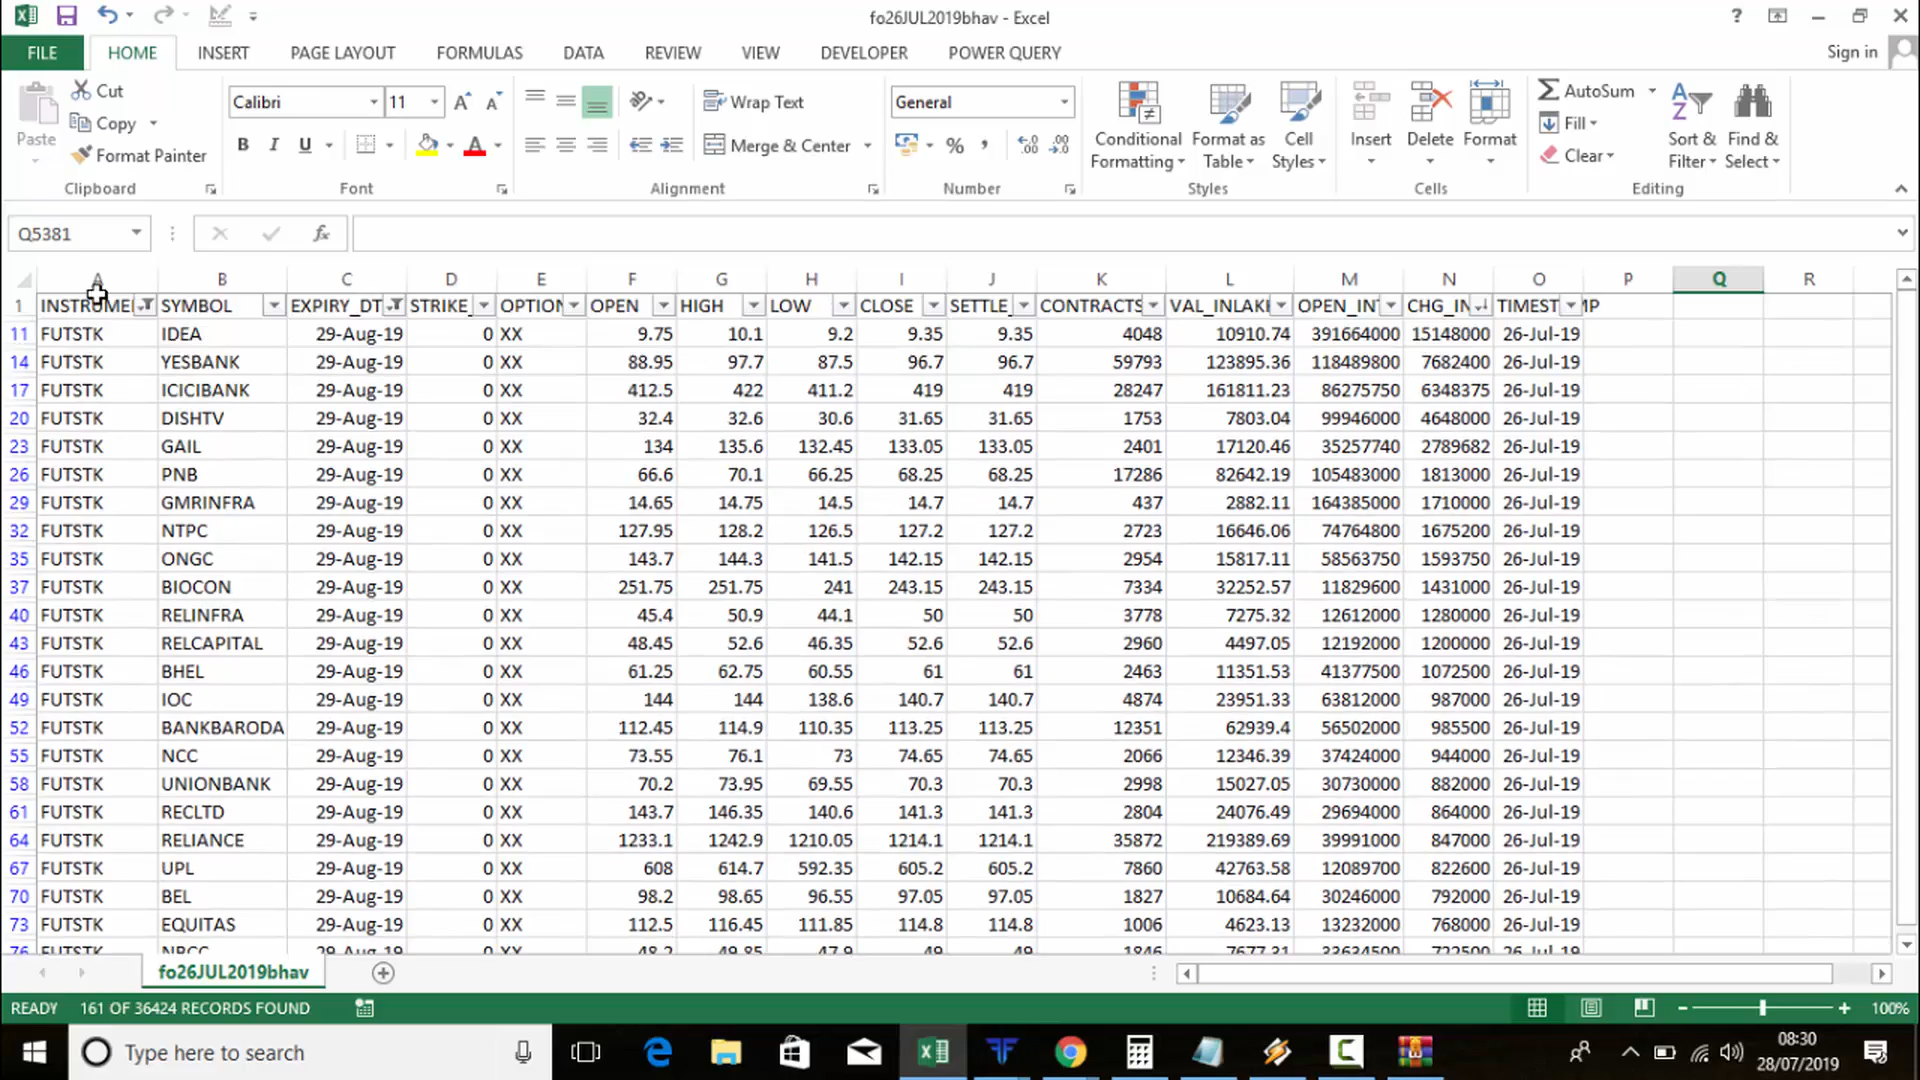 fo26JUL2019bhav - Excel
?
FILE HOME INSERT PAGE LAYOUT FORMULAS DATA REVIEW VIEW DEVELOPER POWER QUERY Sign in
Paste Cut Copy Format Painter Clipboard
Calibri 11 A A B I U A Font
Wrap Text Merge & Center Alignment
General % , .00 .00 Number
Conditional Formatting Format as Table Cell Styles Styles
Insert Delete Format Cells
AutoSum Fill Clear Sort & Filter Find & Select Editing
Q5381 fx
A B C D E F G H I J K L M N O P Q R
1 INSTRUME SYMBOL EXPIRY_DT STRIKE_ OPTION OPEN HIGH LOW CLOSE SETTLE_ CONTRACTS VAL_INLAK OPEN_IN CHG_IN TIMEST MP
11 FUTSTK IDEA 29-Aug-19 0 XX 9.75 10.1 9.2 9.35 9.35 4048 10910.74 391664000 15148000 26-Jul-19
14 FUTSTK YESBANK 29-Aug-19 0 XX 88.95 97.7 87.5 96.7 96.7 59793 123895.36 118489800 7682400 26-Jul-19
17 FUTSTK ICICIBANK 29-Aug-19 0 XX 412.5 422 411.2 419 419 28247 161811.23 86275750 6348375 26-Jul-19
20 FUTSTK DISHTV 29-Aug-19 0 XX 32.4 32.6 30.6 31.65 31.65 1753 7803.04 99946000 4648000 26-Jul-19
23 FUTSTK GAIL 29-Aug-19 0 XX 134 135.6 132.45 133.05 133.05 2401 17120.46 35257740 2789682 26-Jul-19
26 FUTSTK PNB 29-Aug-19 0 XX 66.6 70.1 66.25 68.25 68.25 17286 82642.19 105483000 1813000 26-Jul-19
29 FUTSTK GMRINFRA 29-Aug-19 0 XX 14.65 14.75 14.5 14.7 14.7 437 2882.11 164385000 1710000 26-Jul-19
32 FUTSTK NTPC 29-Aug-19 0 XX 127.95 128.2 126.5 127.2 127.2 2723 16646.06 74764800 1675200 26-Jul-19
35 FUTSTK ONGC 29-Aug-19 0 XX 143.7 144.3 141.5 142.15 142.15 2954 15817.11 58563750 1593750 26-Jul-19
37 FUTSTK BIOCON 29-Aug-19 0 XX 251.75 251.75 241 243.15 243.15 7334 32252.57 11829600 1431000 26-Jul-19
40 FUTSTK RELINFRA 29-Aug-19 0 XX 45.4 50.9 44.1 50 50 3778 7275.32 12612000 1280000 26-Jul-19
43 FUTSTK RELCAPITAL 29-Aug-19 0 XX 48.45 52.6 46.35 52.6 52.6 2960 4497.05 12192000 1200000 26-Jul-19
46 FUTSTK BHEL 29-Aug-19 0 XX 61.25 62.75 60.55 61 61 2463 11351.53 41377500 1072500 26-Jul-19
49 FUTSTK IOC 29-Aug-19 0 XX 144 144 138.6 140.7 140.7 4874 23951.33 63812000 987000 26-Jul-19
52 FUTSTK BANKBARODA 29-Aug-19 0 XX 112.45 114.9 110.35 113.25 113.25 12351 62939.4 56502000 985500 26-Jul-19
55 FUTSTK NCC 29-Aug-19 0 XX 73.55 76.1 73 74.65 74.65 2066 12346.39 37424000 944000 26-Jul-19
58 FUTSTK UNIONBANK 29-Aug-19 0 XX 70.2 73.95 69.55 70.3 70.3 2998 15027.05 30730000 882000 26-Jul-19
61 FUTSTK RECLTD 29-Aug-19 0 XX 143.7 146.35 140.6 141.3 141.3 2804 24076.49 29694000 864000 26-Jul-19
64 FUTSTK RELIANCE 29-Aug-19 0 XX 1233.1 1242.9 1210.05 1214.1 1214.1 35872 219389.69 39991000 847000 26-Jul-19
67 FUTSTK UPL 29-Aug-19 0 XX 608 614.7 592.35 605.2 605.2 7860 42763.58 12089700 822600 26-Jul-19
70 FUTSTK BEL 29-Aug-19 0 XX 98.2 98.65 96.55 97.05 97.05 1827 10684.64 30246000 792000 26-Jul-19
73 FUTSTK EQUITAS 29-Aug-19 0 XX 112.5 116.45 111.85 114.8 114.8 1006 4623.13 13232000 768000 26-Jul-19
76 FUTSTK 29-Aug-19 0 XX 48.2 49.85 47.9 49 49 1846 7677.31 33634500 722500 26-Jul-19
fo26JUL2019bhav
READY 161 OF 36424 RECORDS FOUND 100%
Type here to search 08:30
28/07/2019